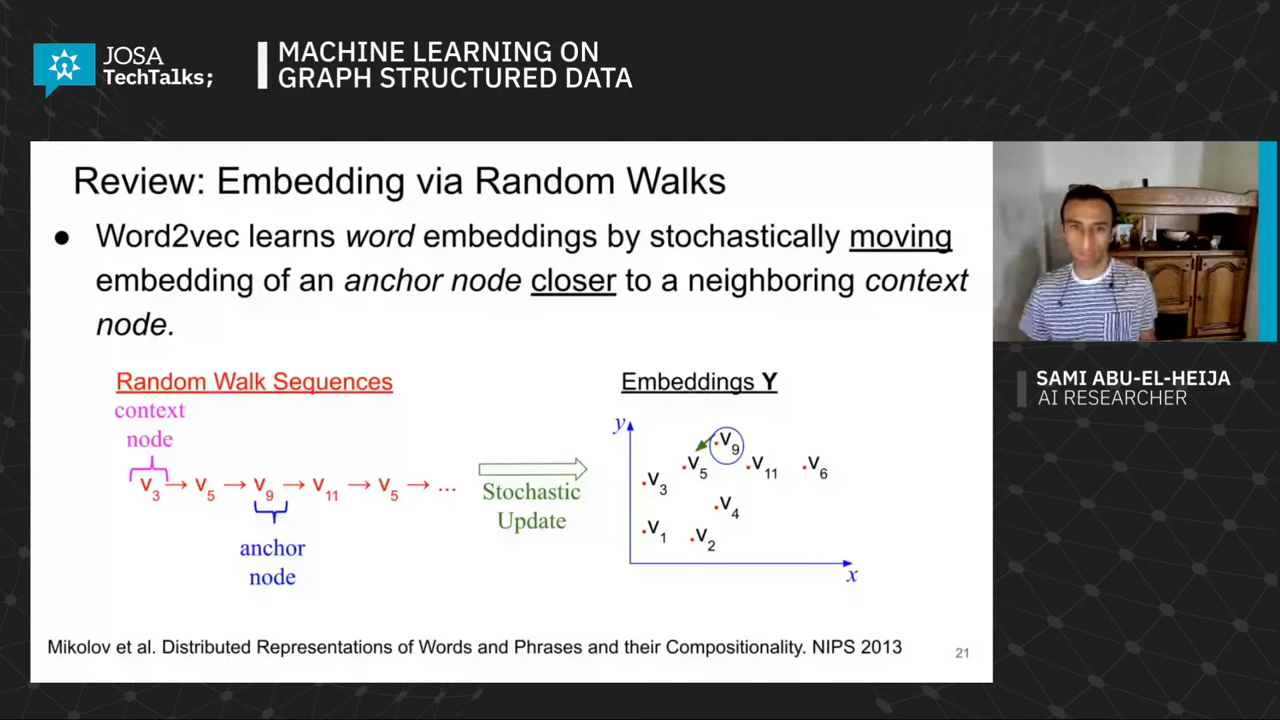 JOSA
TechTalks;
MACHINE LEARNING ON
GRAPH STRUCTURED DATA
Review: Embedding via Random Walks
● Word2vec learns word embeddings by stochastically moving
embedding of an anchor node closer to a neighboring context
node.
Random Walk Sequences
context
node
v3 → v5 → v9 → v11 → v5 → ...
anchor
node
Stochastic
Update
Embeddings Y
y
v9
v5
v11
v6
v3
v4
v1
v2
x
Mikolov et al. Distributed Representations of Words and Phrases and their Compositionality. NIPS 2013
21
SAMI ABU-EL-HEIJA
AI RESEARCHER